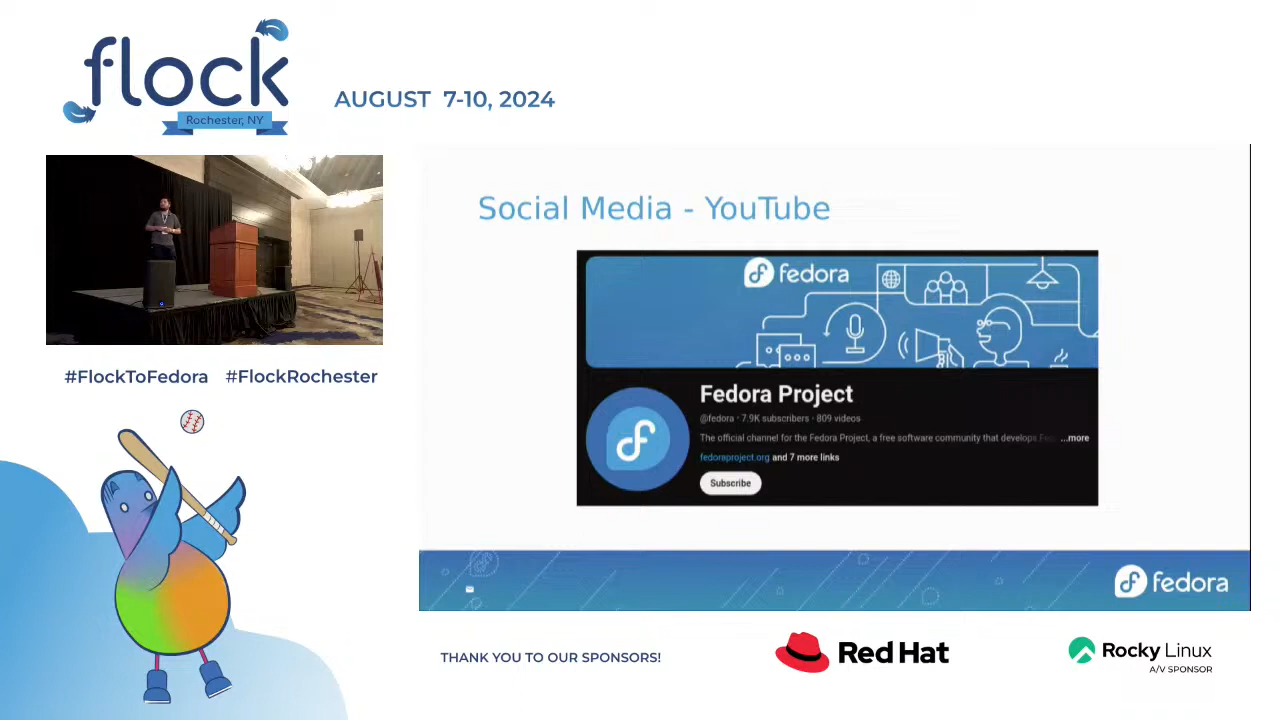 flock
Rochester, NY
AUGUST 7-10, 2024
Social Media - YouTube
fedora
Fedora Project
@fedora · 7.9K subscribers · 809 videos
The official channel for the Fedora Project, a free software community that develops ...more
fedoraproject.org and 7 more links
Subscribe
#FlockToFedora #FlockRochester
fedora
THANK YOU TO OUR SPONSORS!
Red Hat
Rocky Linux
A/V SPONSOR